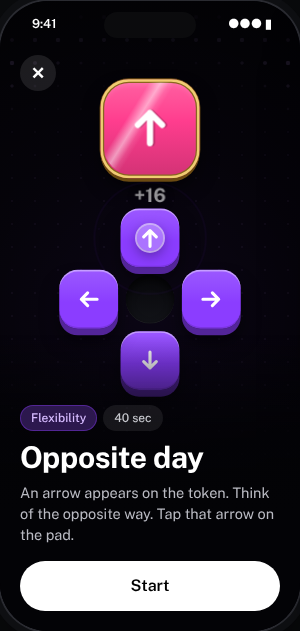 9:41
+16
Flexibility
40 sec
Opposite day
An arrow appears on the token. Think
of the opposite way. Tap that arrow on
the pad.
Start